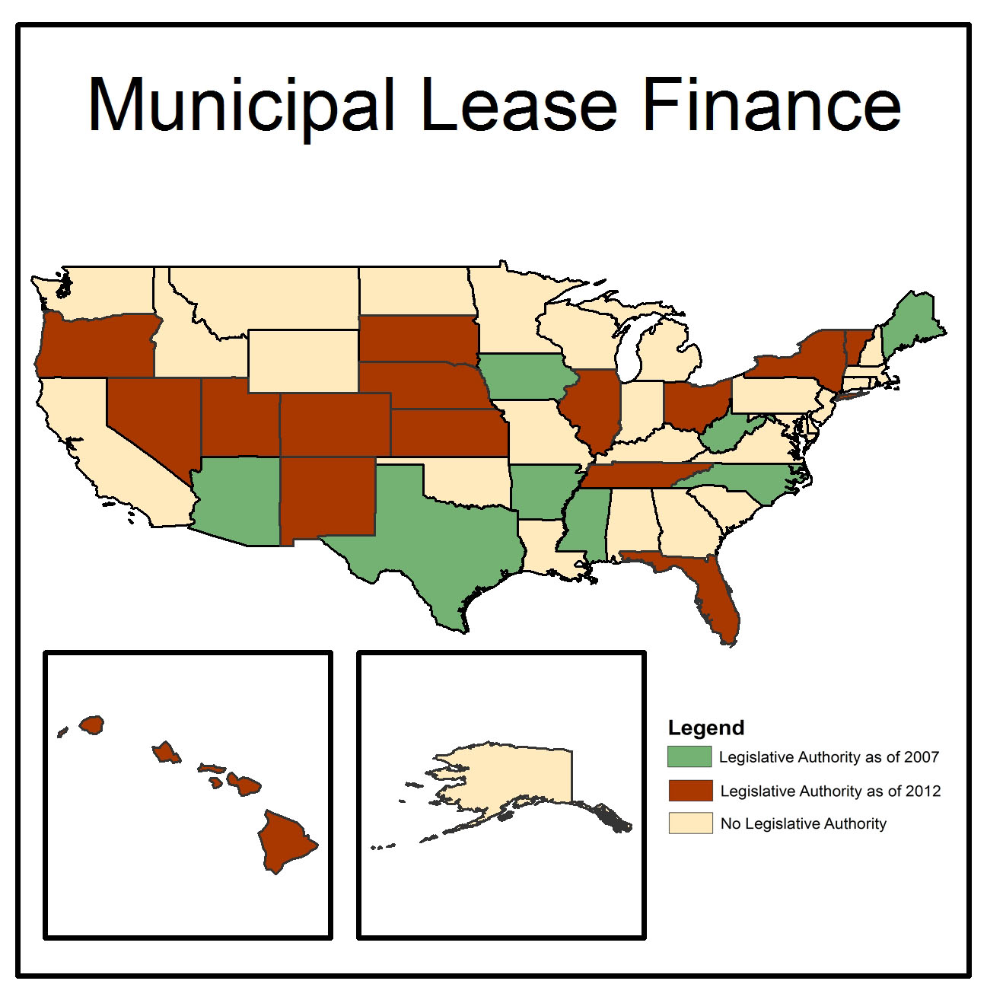 Municipal Lease Finance
Legend
Legislative Authority as of 2007
Legislative Authority as of 2012
No Legislative Authority